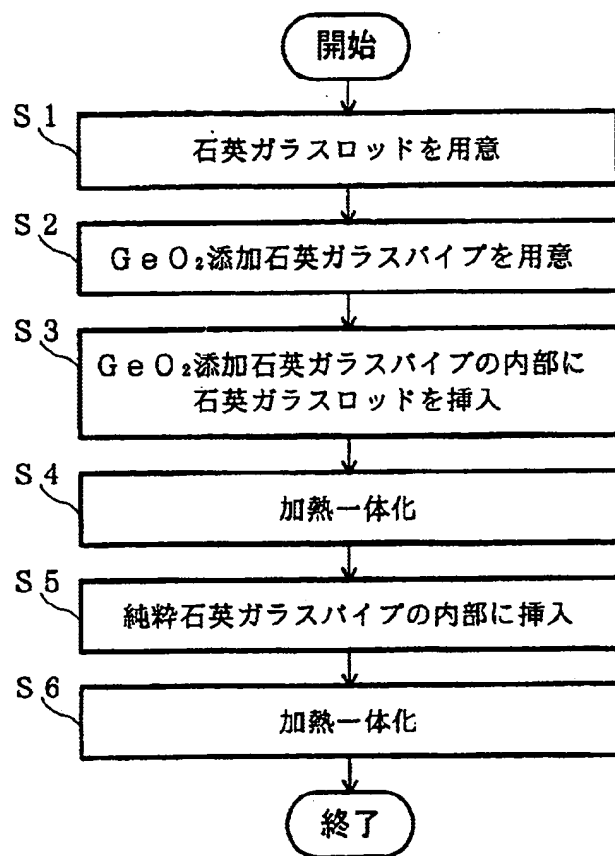 開始
S1
石英ガラスロッドを用意
S2
GeO₂添加石英ガラスパイプを用意
S3
GeO₂添加石英ガラスパイプの内部に
石英ガラスロッドを挿入
S4
加熱一体化
S5
純粋石英ガラスパイプの内部に挿入
S6
加熱一体化
終了